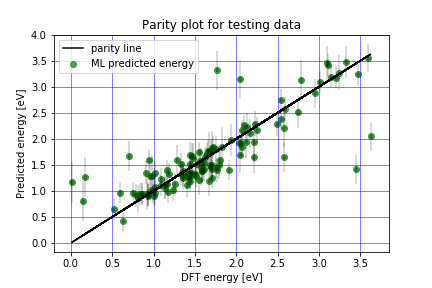 Parity plot for testing data
parity line
ML predicted energy
Predicted energy [eV]
4.0
3.5
3.0
2.5
2.0
1.5
1.0
0.5
0.0
0.0 0.5 1.0 1.5 2.0 2.5 3.0 3.5
DFT energy [eV]